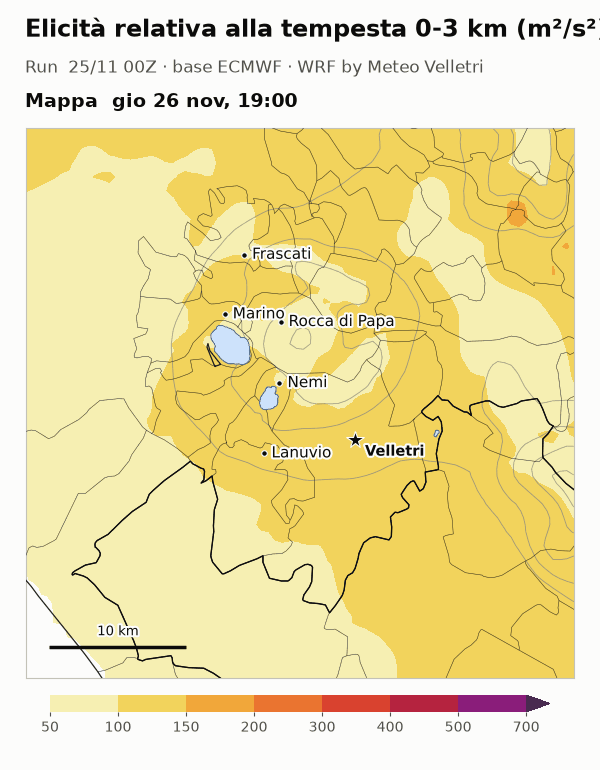 Elicità relativa alla tempesta 0-3 km (m²/s²)
Run 25/11 00Z · base ECMWF · WRF by Meteo Velletri
Mappa gio 26 nov, 19:00
Frascati
Marino
Rocca di Papa
Nemi
Velletri
Lanuvio
10 km
50 100 150 200 300 400 500 700